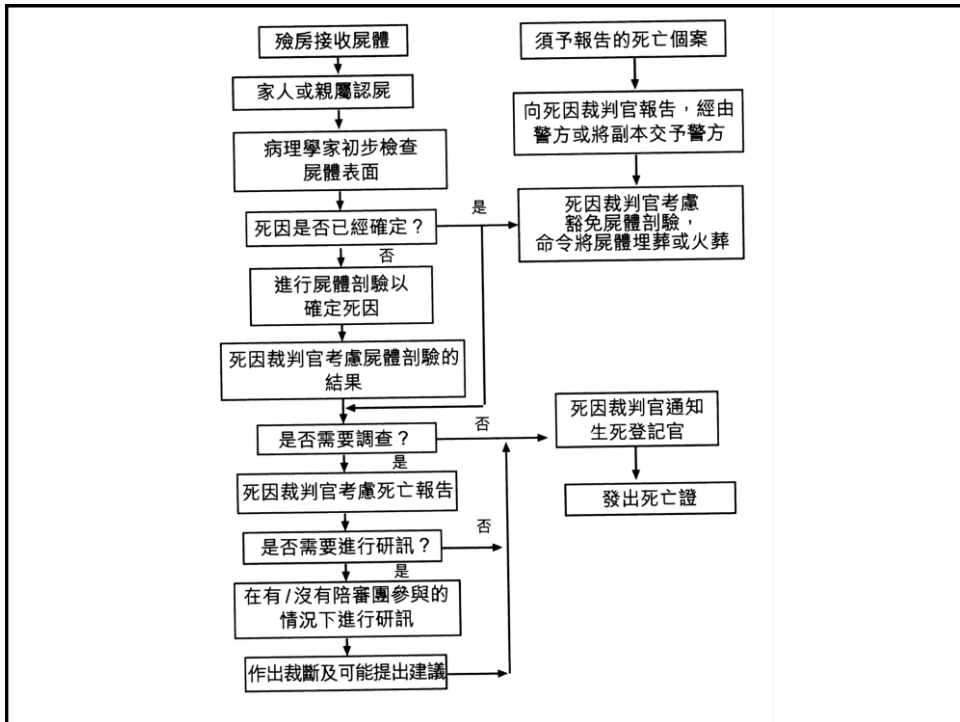 殮房接收屍體
家人或親屬認屍
病理學家初步檢查
屍體表面
死因是否已經確定？
是
否
進行屍體剖驗以
確定死因
死因裁判官考慮屍體剖驗的
結果
是否需要調查？
否
是
死因裁判官考慮死亡報告
是否需要進行研訊？
否
是
在有/沒有陪審團參與的
情況下進行研訊
作出裁斷及可能提出建議
須予報告的死亡個案
向死因裁判官報告，經由
警方或將副本交予警方
死因裁判官考慮
豁免屍體剖驗，
命令將屍體埋葬或火葬
死因裁判官通知
生死登記官
發出死亡證